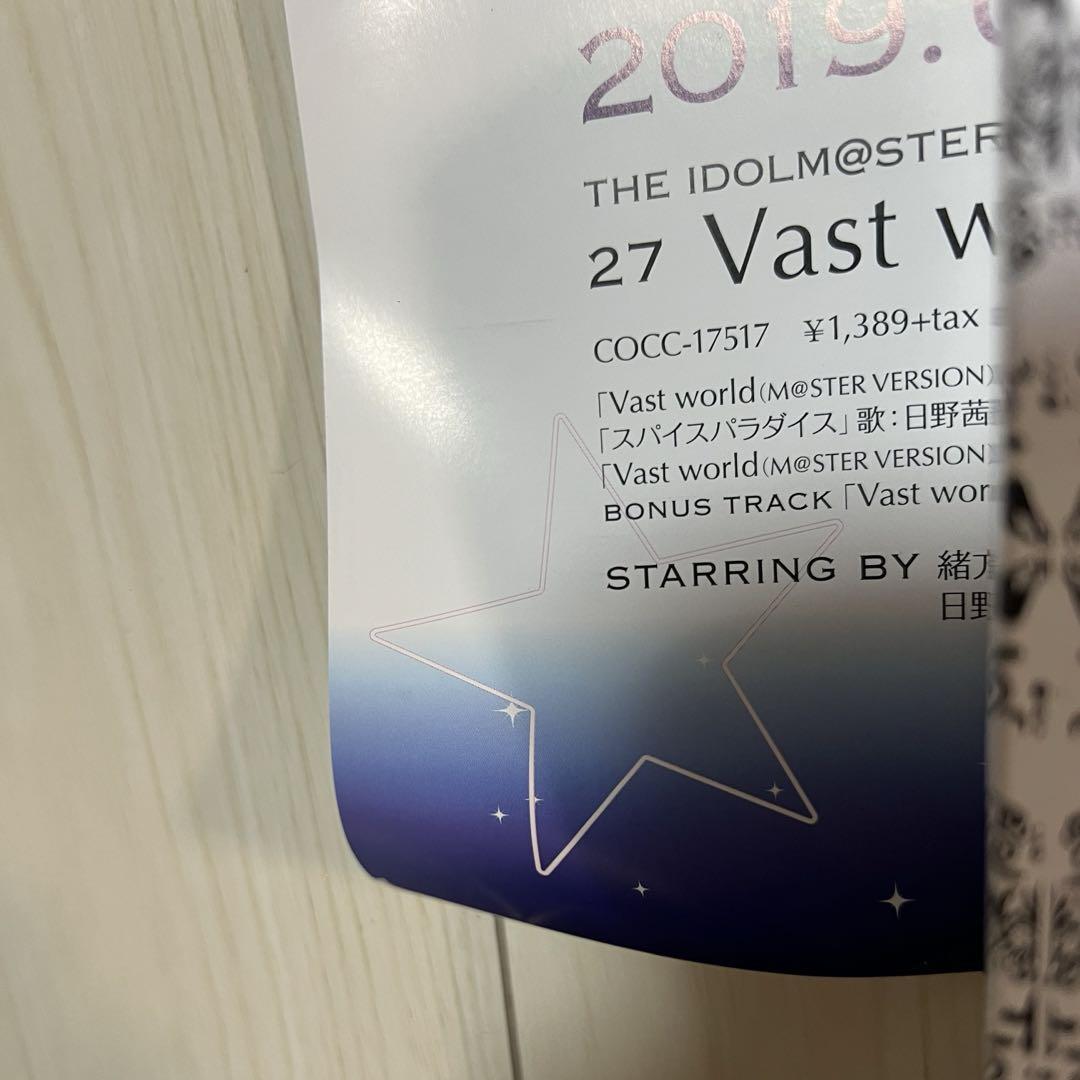 2019.
THE IDOLM@STER
27 Vast w
COCC-17517 ¥1,389+tax
「Vast world(M@STER VERSION)
「スパイスパラダイス」歌：日野茜
「Vast world(M@STER VERSION)
BONUS TRACK「Vast wor
STARRING BY 緒方
日野